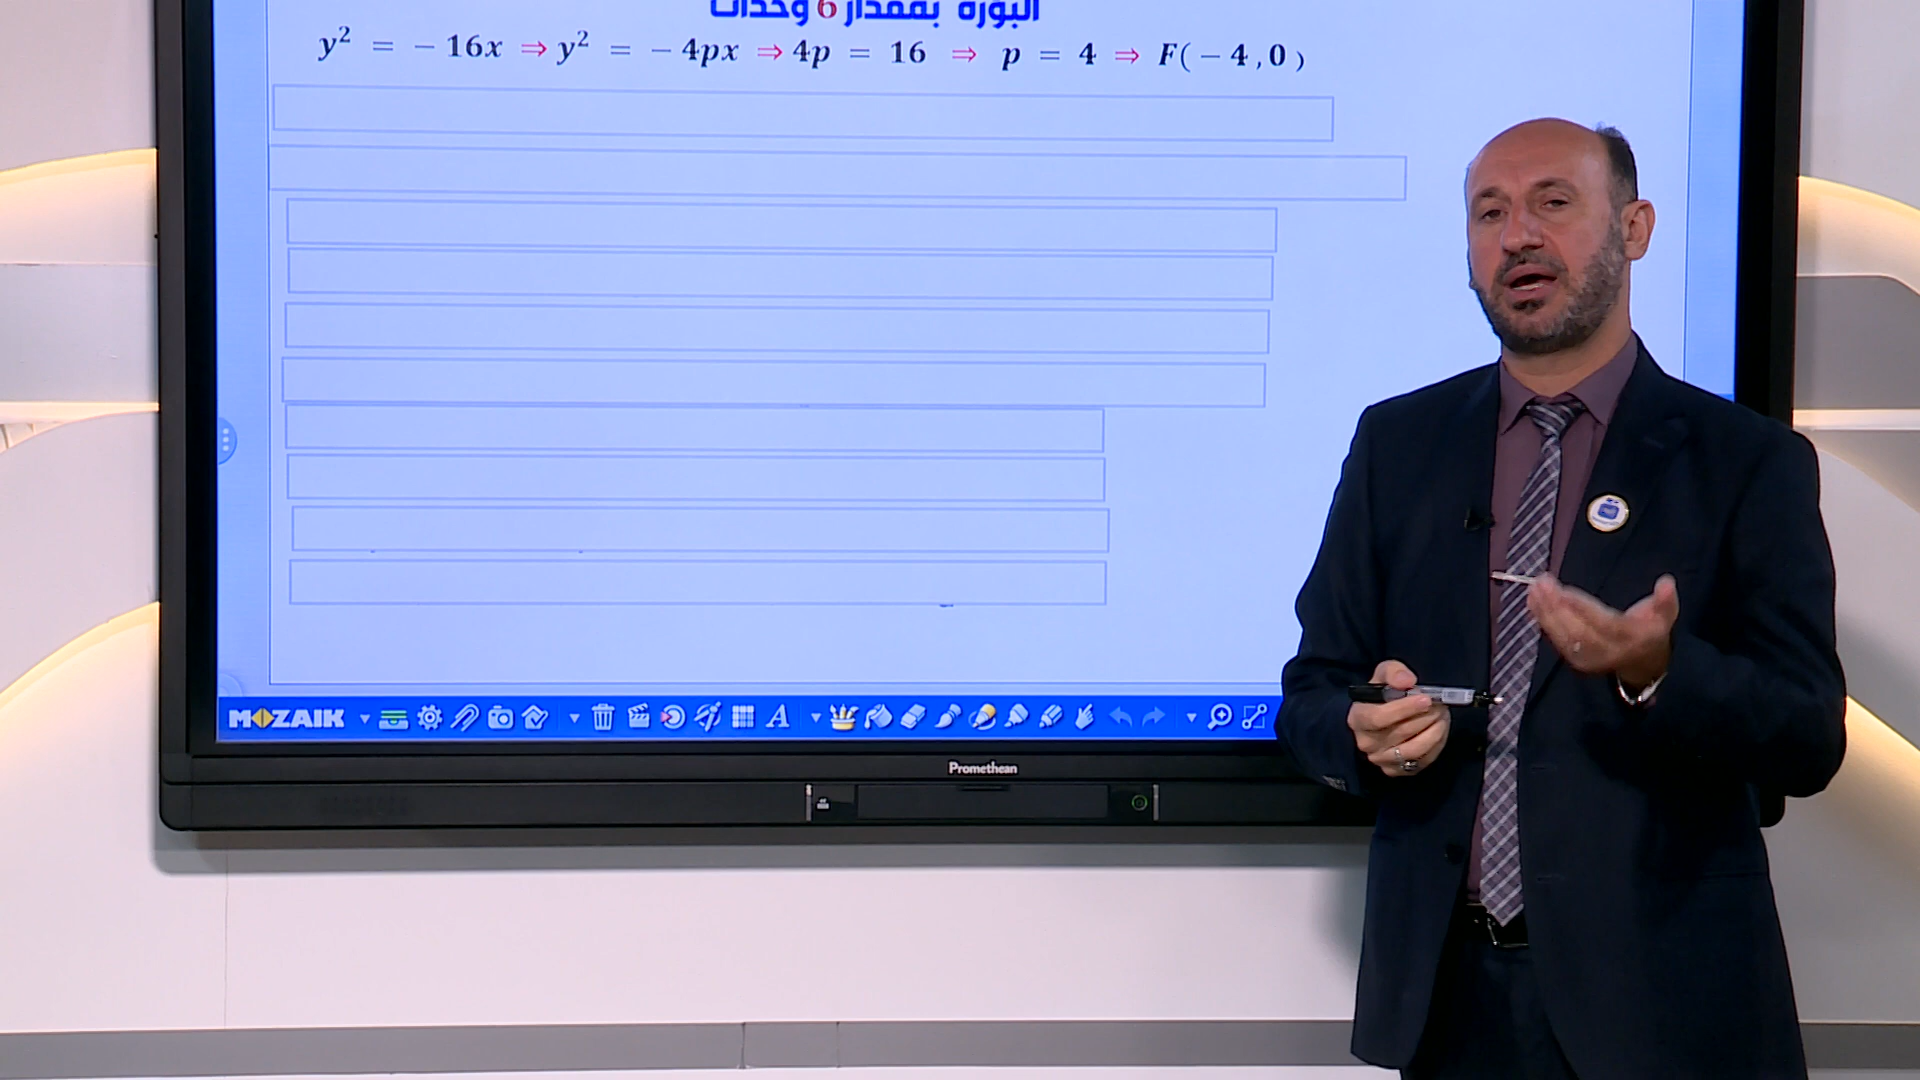 البؤرة بمقدار 6 وحدات
y² = − 16x ⇒ y² = − 4px ⇒ 4p = 16 ⇒ p = 4 ⇒ F( − 4 , 0 )
MOZAIK
Promethean